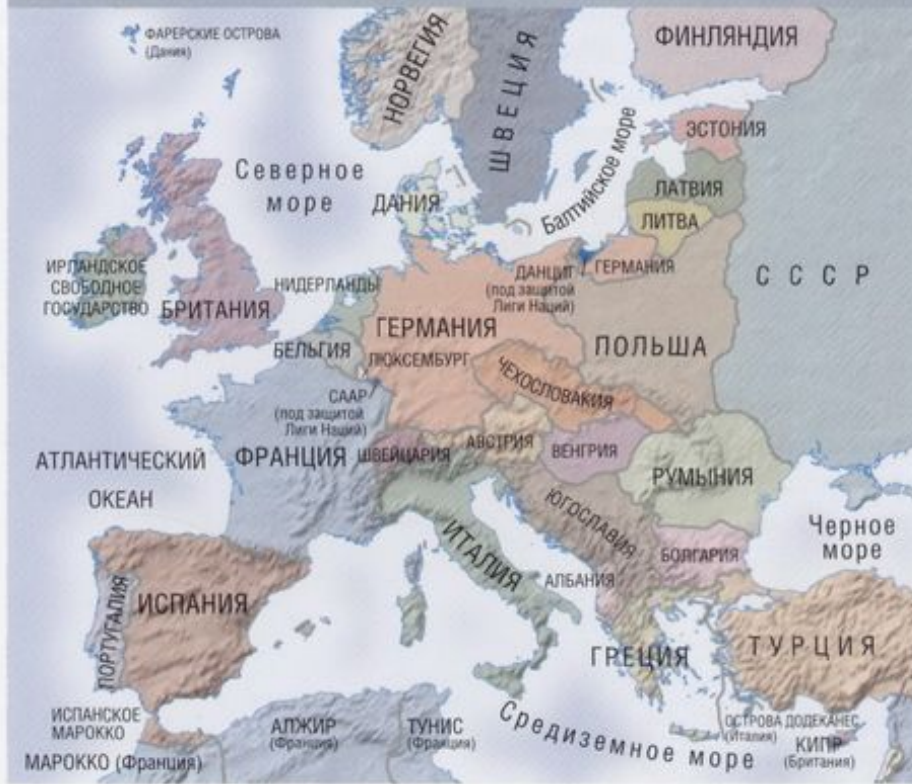 ФАРЕРСКИЕ ОСТРОВА
(Дания)
НОРВЕГИЯ
ШВЕЦИЯ
ФИНЛЯНДИЯ
ЭСТОНИЯ
Северное
море
Балтийское море
ЛАТВИЯ
ДАНИЯ
ЛИТВА
ИРЛАНДСКОЕ
СВОБОДНОЕ
ГОСУДАРСТВО
БРИТАНИЯ
НИДЕРЛАНДЫ
ДАНЦИГ
(под защитой
Лиги Наций)
ГЕРМАНИЯ
СССР
ГЕРМАНИЯ
БЕЛЬГИЯ
ЛЮКСЕМБУРГ
ПОЛЬША
ЧЕХОСЛОВАКИЯ
СААР
(под защитой
Лиги Наций)
АТЛАНТИЧЕСКИЙ
ОКЕАН
ФРАНЦИЯ
ШВЕЙЦАРИЯ
АВСТРИЯ
ВЕНГРИЯ
РУМЫНИЯ
ЮГОСЛАВИЯ
Черное
море
ИТАЛИЯ
БОЛГАРИЯ
АЛБАНИЯ
ПОРТУГАЛИЯ
ИСПАНИЯ
ГРЕЦИЯ
ТУРЦИЯ
ИСПАНСКОЕ
МАРОККО
МАРОККО (Франция)
АЛЖИР
(Франция)
ТУНИС
(Франция)
Средиземное море
ОСТРОВА ДОДЕКАНЕС
(Италия)
КИПР
(Британия)